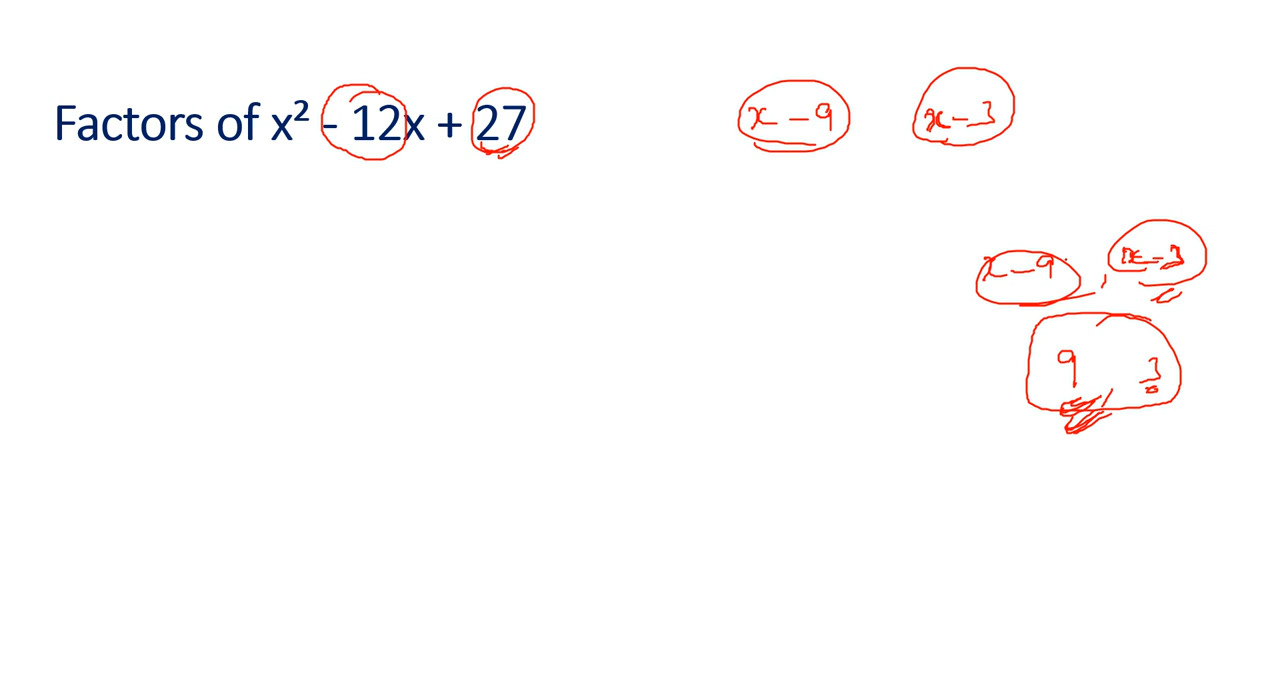 Factors of x² - 12x + 27
x - 9 x - 3
x - 9, x - 3
9 3